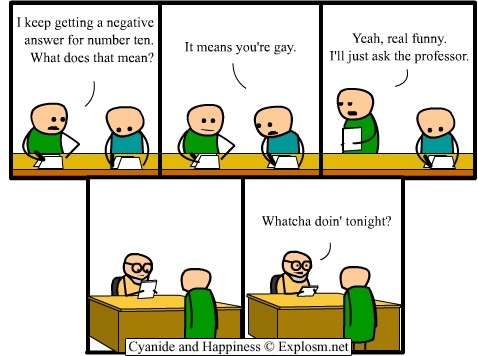 I keep getting a negative
answer for number ten.
What does that mean?
It means you're gay.
Yeah, real funny.
I'll just ask the professor.
Whatcha doin' tonight?
Cyanide and Happiness © Explosm.net